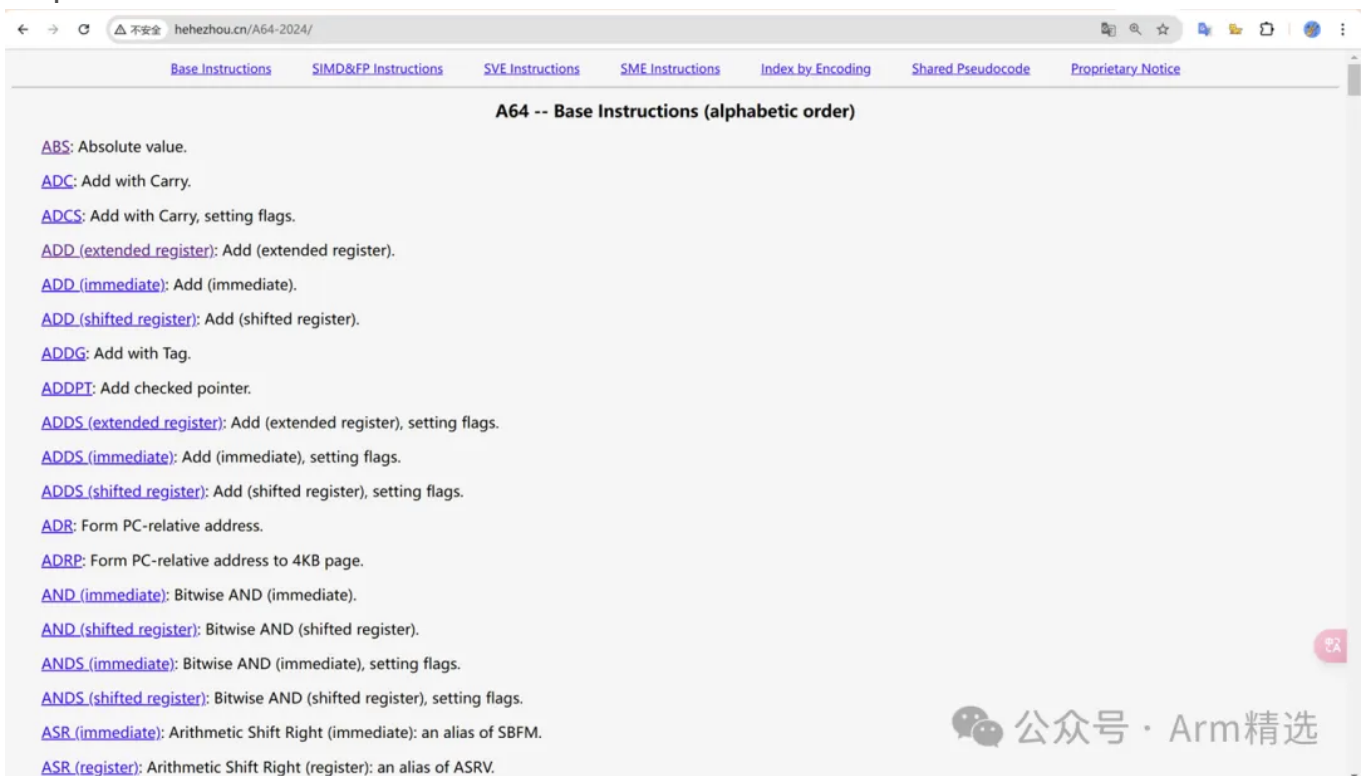 不安全 hehezhou.cn/A64-2024/
Base Instructions SIMD&FP Instructions SVE Instructions SME Instructions Index by Encoding Shared Pseudocode Proprietary Notice
A64 -- Base Instructions (alphabetic order)
ABS: Absolute value.
ADC: Add with Carry.
ADCS: Add with Carry, setting flags.
ADD (extended register): Add (extended register).
ADD (immediate): Add (immediate).
ADD (shifted register): Add (shifted register).
ADDG: Add with Tag.
ADDPT: Add checked pointer.
ADDS (extended register): Add (extended register), setting flags.
ADDS (immediate): Add (immediate), setting flags.
ADDS (shifted register): Add (shifted register), setting flags.
ADR: Form PC-relative address.
ADRP: Form PC-relative address to 4KB page.
AND (immediate): Bitwise AND (immediate).
AND (shifted register): Bitwise AND (shifted register).
ANDS (immediate): Bitwise AND (immediate), setting flags.
ANDS (shifted register): Bitwise AND (shifted register), setting flags.
ASR (immediate): Arithmetic Shift Right (immediate): an alias of SBFM.
ASR (register): Arithmetic Shift Right (register): an alias of ASRV.
公众号 · Arm精选